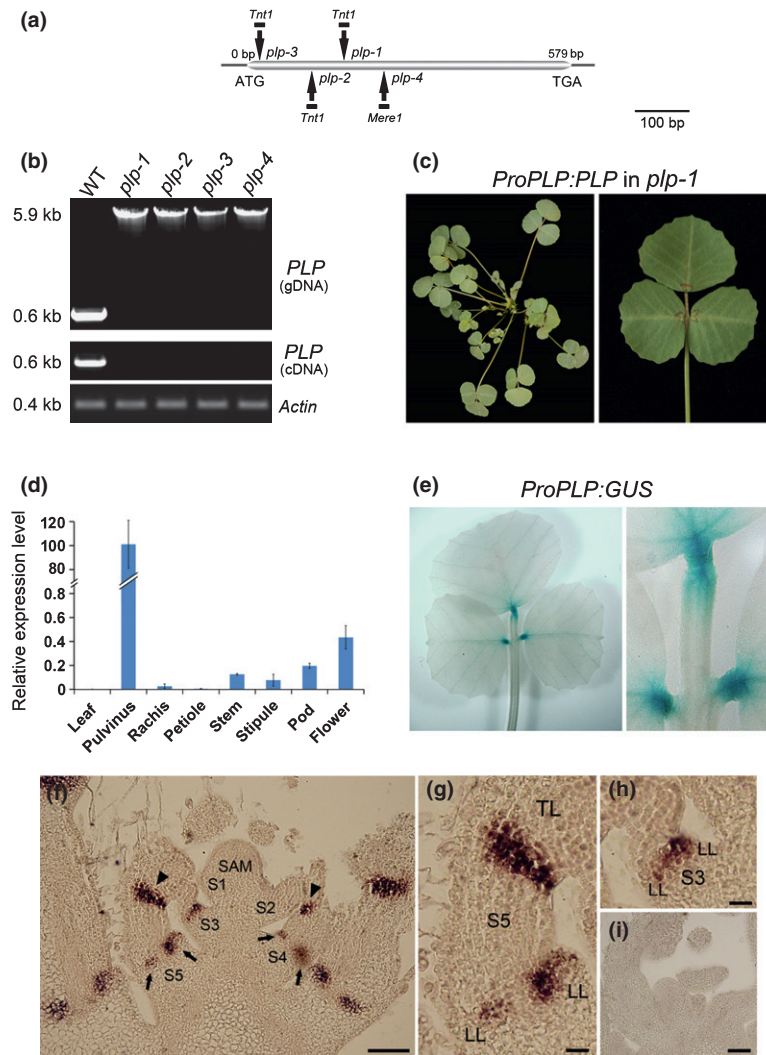 (a)
Tnt1 Tnt1
0 bp plp-3 plp-1 579 bp
ATG plp-2 plp-4 TGA
Tnt1 Mere1
100 bp
(b)
WT plp-1 plp-2 plp-3 plp-4
5.9 kb
PLP
(gDNA)
0.6 kb
0.6 kb
PLP
(cDNA)
0.4 kb
Actin
(c)
ProPLP:PLP in plp-1
(d)
Relative expression level
120
100
80
0.8
0.6
0.4
0.2
0
Leaf Pulvinus Rachis Petiole Stem Stipule Pod Flower
(e)
ProPLP:GUS
(f)
SAM
S1
S2
S3
S4
S5
(g)
TL
S5
LL
LL
(h)
LL
LL S3
(i)